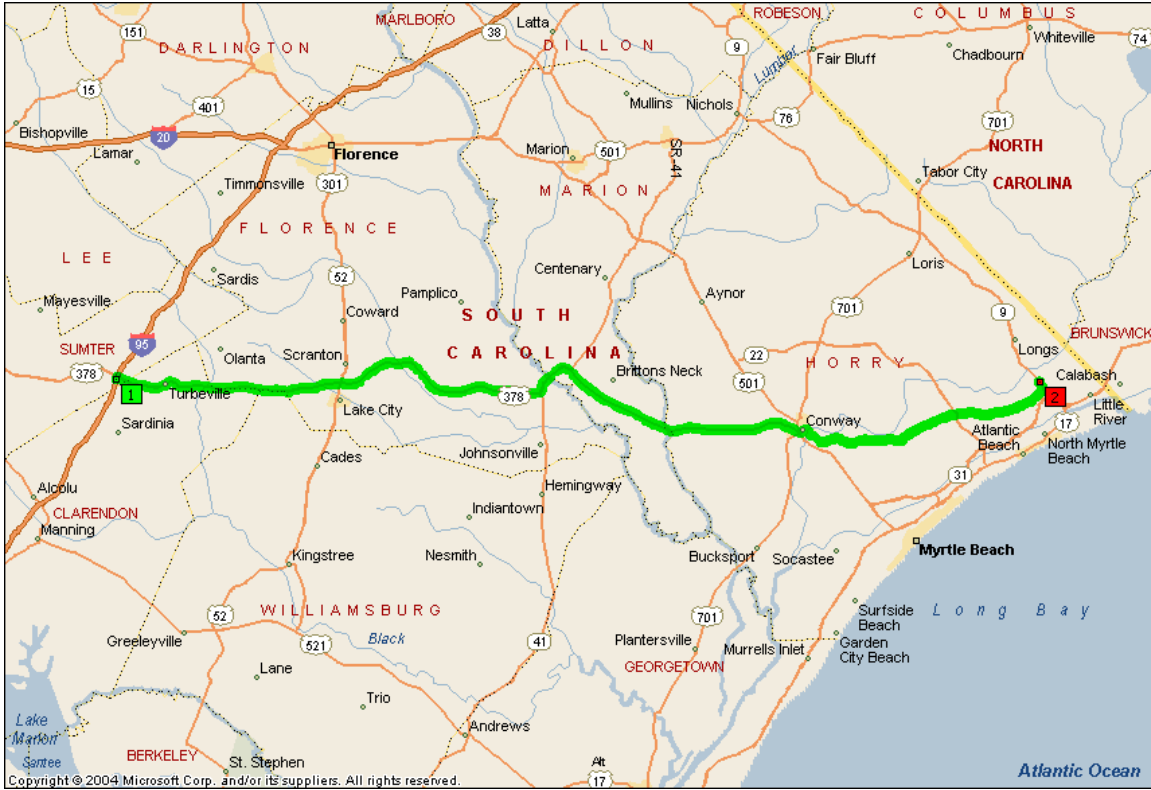 MARLBORO
Latta
ROBESON
COLUMBUS
Whiteville
151
38
DILLON
9
74
DARLINGTON
Lumber
Fair Bluff
Chadbourn
15
401
Mullins
Nichols
76
701
Bishopville
20
Lamar
Florence
Marion
501
SR-41
NORTH
CAROLINA
301
Timmonsville
MARION
Tabor City
FLORENCE
LEE
Sardis
52
Centenary
Loris
Mayesville
Pamplico
Aynor
701
9
Coward
SOUTH
CAROLINA
BRUNSWICK
SUMTER
95
Olanta
Scranton
22
HORRY
Longs
378
1
Turbeville
Lake City
378
Brittons Neck
501
Calabash
2
Little
River
Sardinia
Conway
Atlantic
Beach
17
North Myrtle
Beach
Johnsonville
Cades
31
Alcolu
Hemingway
CLARENDON
Indiantown
Manning
Kingstree
Nesmith
Bucksport
Socastee
Myrtle Beach
WILLIAMSBURG
52
Surfside
Beach
Long Bay
Greeleyville
521
Black
41
Plantersville
701
Murrells Inlet
Garden
City Beach
Lane
GEORGETOWN
Trio
Lake
Marion
Andrews
Santee
BERKELEY
St. Stephen
Alt
17
Atlantic Ocean
Copyright © 2004 Microsoft Corp. and/or its suppliers. All rights reserved.